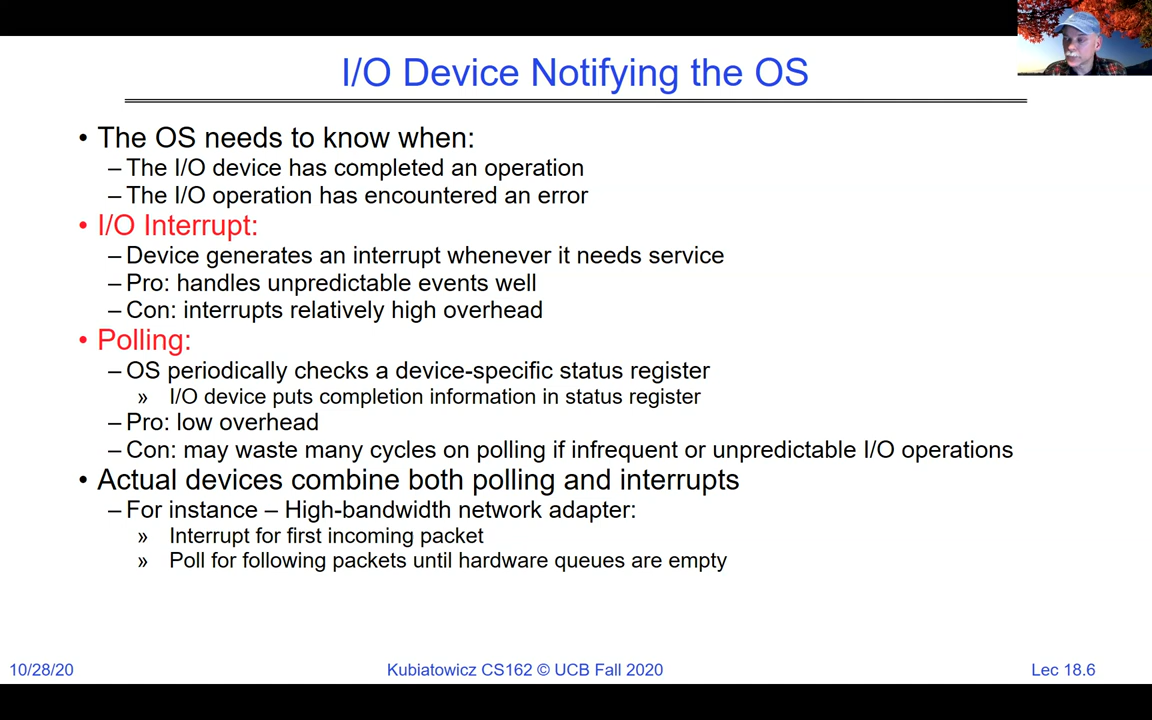 I/O Device Notifying the OS
• The OS needs to know when:
– The I/O device has completed an operation
– The I/O operation has encountered an error
• I/O Interrupt:
– Device generates an interrupt whenever it needs service
– Pro: handles unpredictable events well
– Con: interrupts relatively high overhead
• Polling:
– OS periodically checks a device-specific status register
» I/O device puts completion information in status register
– Pro: low overhead
– Con: may waste many cycles on polling if infrequent or unpredictable I/O operations
• Actual devices combine both polling and interrupts
– For instance – High-bandwidth network adapter:
» Interrupt for first incoming packet
» Poll for following packets until hardware queues are empty
10/28/20
Kubiatowicz CS162 © UCB Fall 2020
Lec 18.6